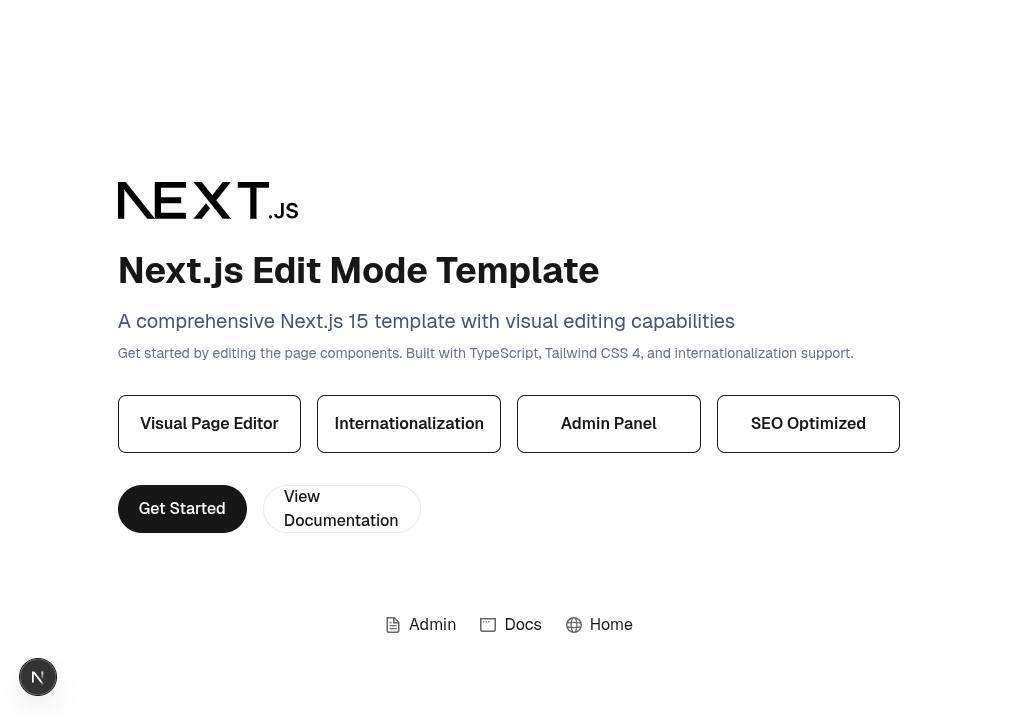 NEXT.JS
Next.js Edit Mode Template
A comprehensive Next.js 15 template with visual editing capabilities
Get started by editing the page components. Built with TypeScript, Tailwind CSS 4, and internationalization support.
Visual Page Editor
Internationalization
Admin Panel
SEO Optimized
Get Started
View
Documentation
Admin
Docs
Home
N